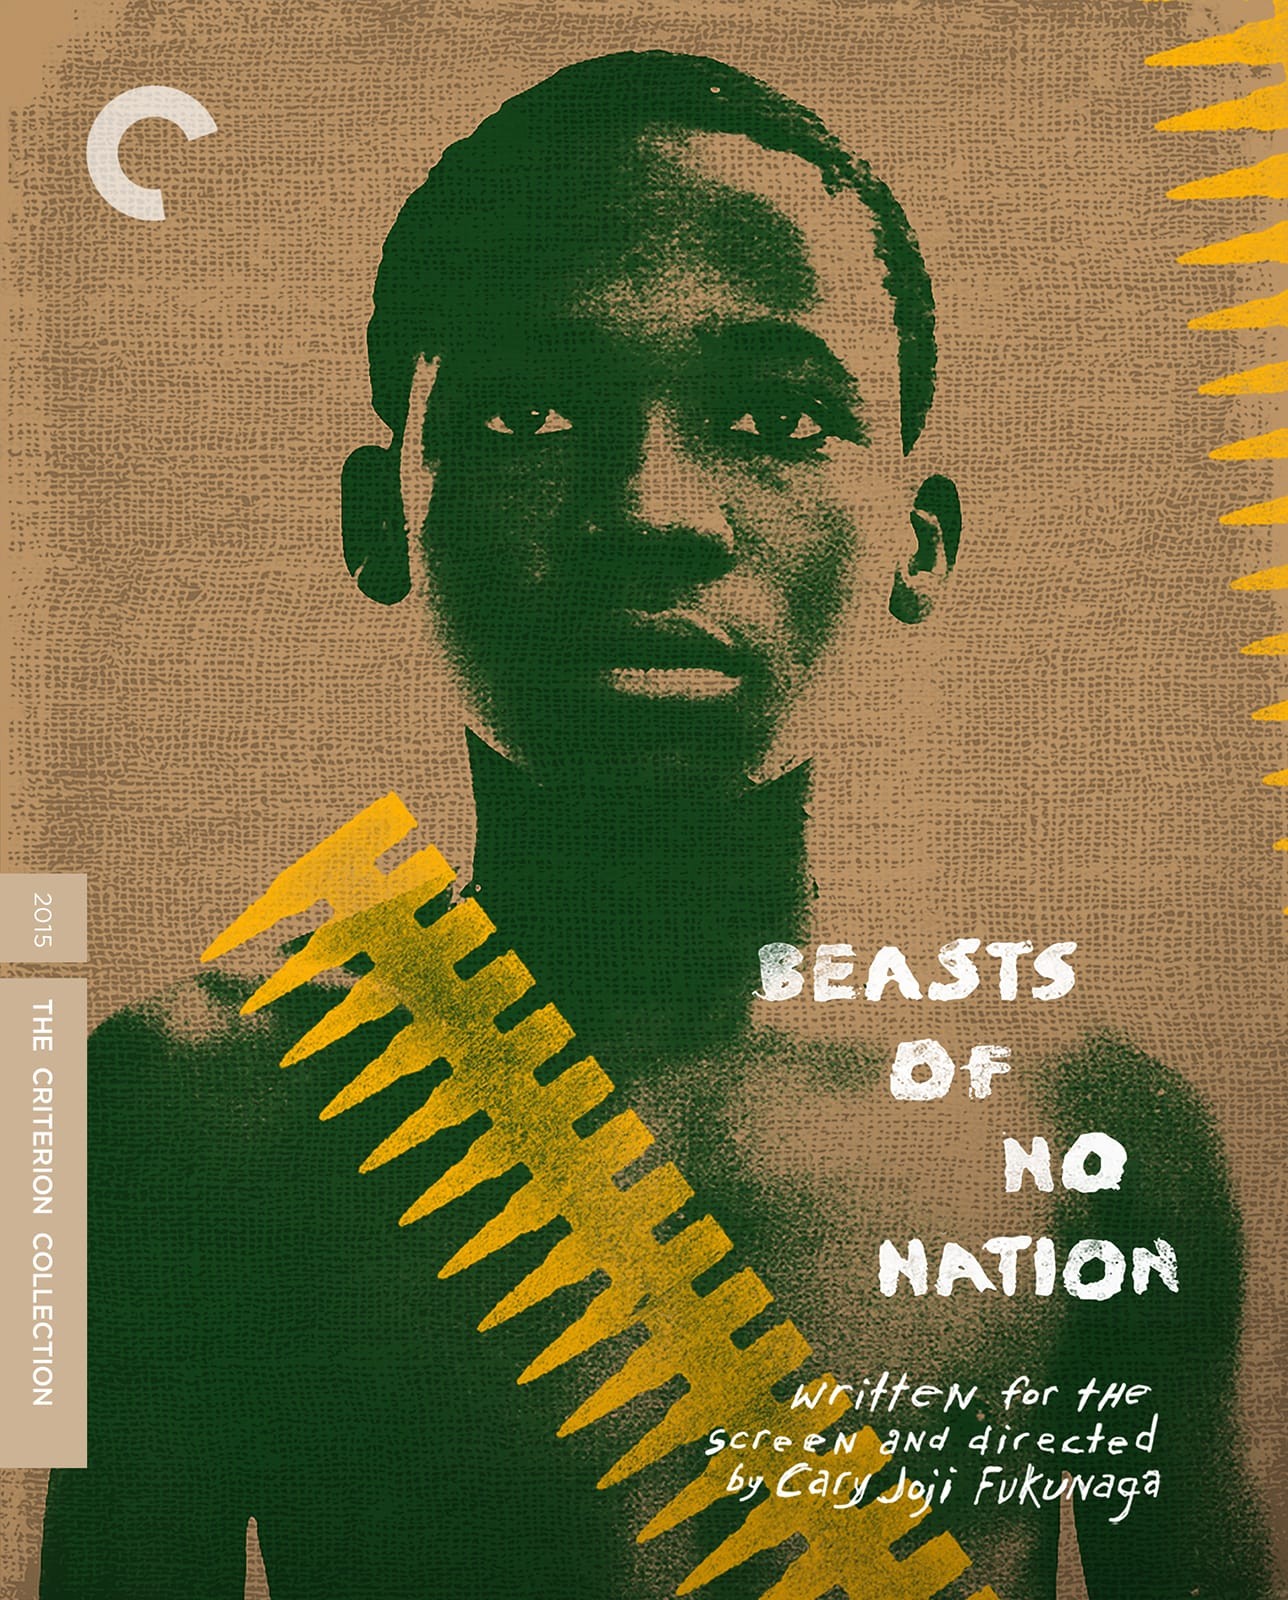 2015
THE CRITERION COLLECTION
BEASTS
OF
NO
NATION
written for the
screen and directed
by Cary Joji Fukunaga